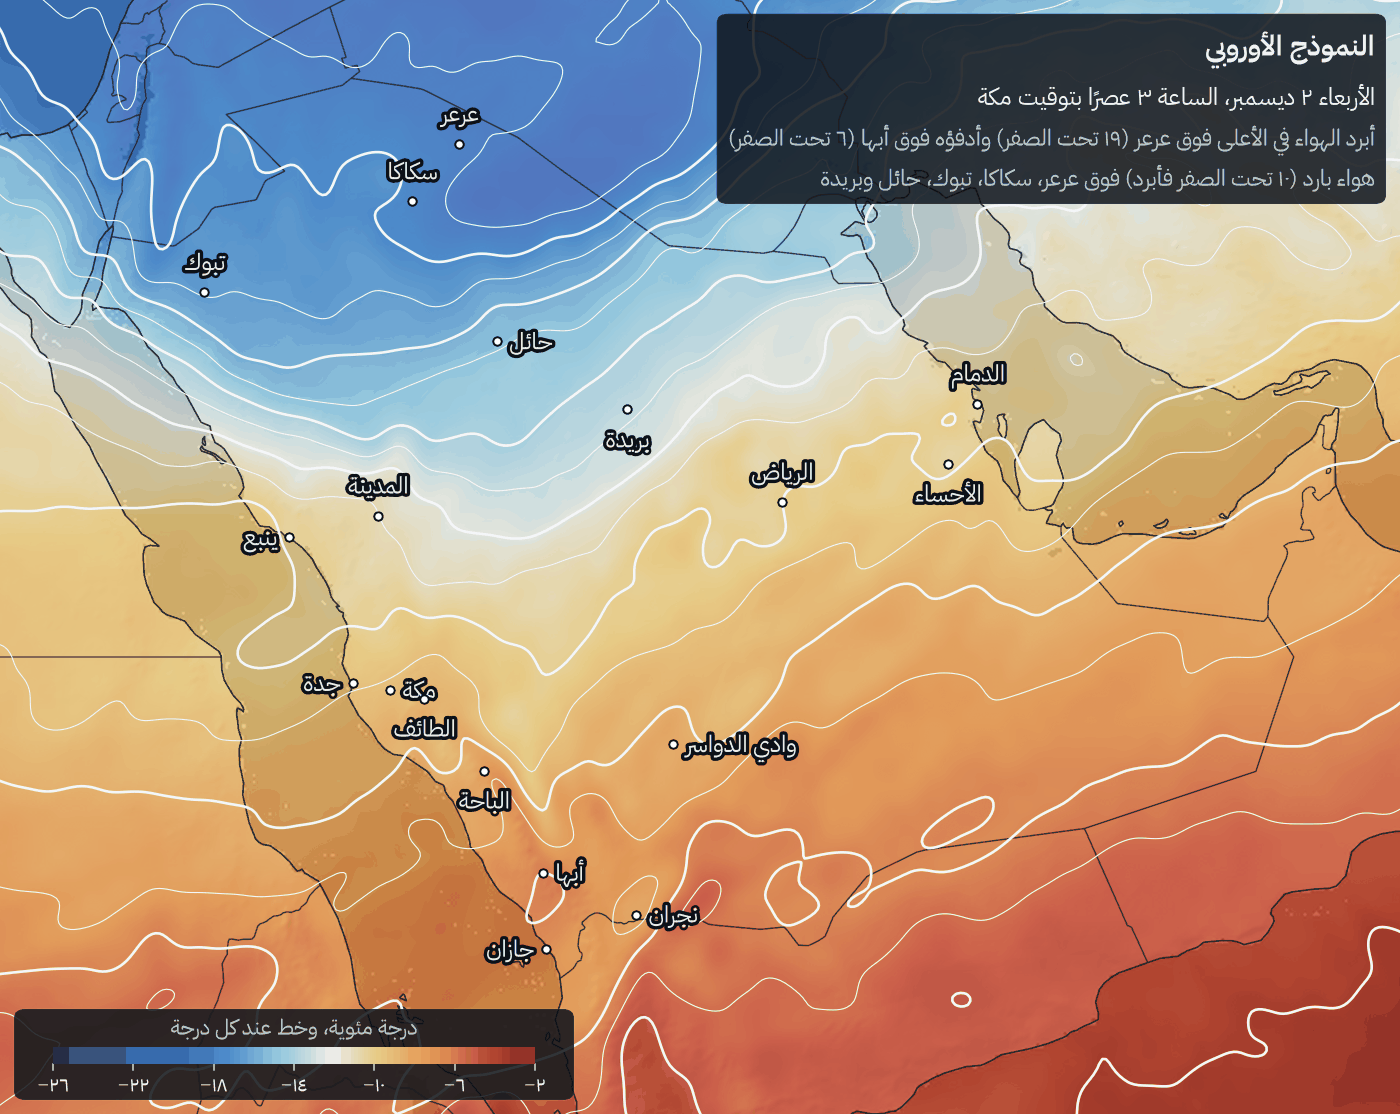 النموذج الأوروبي
الأربعاء ٢ ديسمبر، الساعة ٣ عصرًا بتوقيت مكة
أبرد الهواء في الأعلى فوق عرعر (١٩ تحت الصفر) وأدفؤه فوق أبها (٦ تحت الصفر)
هواء بارد (١٠ تحت الصفر فأبرد) فوق عرعر، سكاكا، تبوك، حائل وبريدة
عرعر
سكاكا
تبوك
حائل
الدمام
بريدة
الرياض
المدينة
الأحساء
ينبع
جدة
مكة
الطائف
وادي الدواسر
الباحة
أبها
نجران
جازان
درجة مئوية، وخط عند كل درجة
−٢٦ −٢٢ −١٨ −١٤ −١٠ −٦ −٢